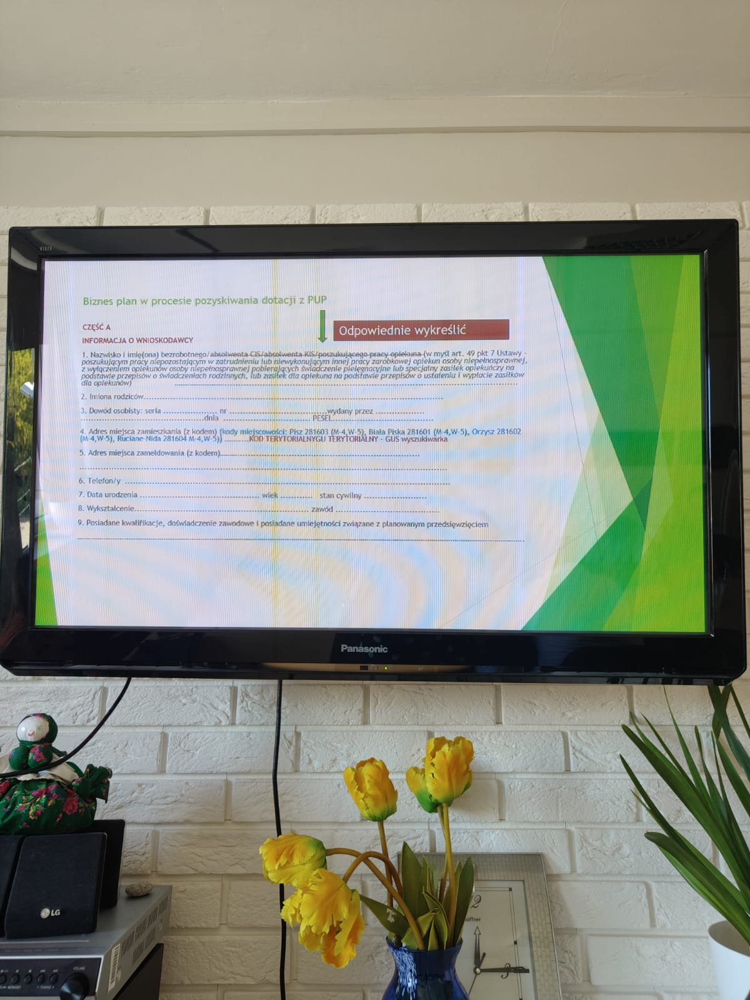 VIErA
Biznes plan w procesie pozyskiwania dotacji z PUP
CZĘŚĆ A
Odpowiednie wykreślić
INFORMACJA O WNIOSKODAWCY
1. Nazwisko i imię(ona) bezrobotnego/absolwenta CIS/absolwenta KIS/poszukującego pracy opiekuna (w myśl art. 49 pkt 7 Ustawy -
poszukującym pracy niepozostającym w zatrudnieniu lub niewykonującym innej pracy zarobkowej opiekun osoby niepełnosprawnej,
z wyłączeniem opiekunów osoby niepełnosprawnej pobierających świadczenie pielęgnacyjne lub specjalny zasiłek opiekuńczy na
podstawie przepisów o świadczeniach rodzinnych, lub zasiłek dla opiekuna na podstawie przepisów o ustaleniu i wypłacie zasiłków
dla opiekunów) ....................
2. Imiona rodziców....................
3. Dowód osobisty: seria .................... nr ....................wydany przez ....................
....................dnia ....................PESEL....................
4. Adres miejsca zamieszkania (z kodem) (kody miejscowości: Pisz 281603 (M-4,W-5), Biała Piska 281601 (M-4,W-5), Orzysz 281602
(M-4,W-5), Ruciane-Nida 281604 M-4,W-5)) ...........KOD TERYTORIALNYGU TERYTORIALNY - GUS wyszukiwarka
5. Adres miejsca zameldowania (z kodem)....................
....................
6. Telefon/y ....................
7. Data urodzenia .................... wiek ........... stan cywilny ....................
8. Wykształcenie.................... zawód ....................
9. Posiadane kwalifikacje, doświadczenie zawodowe i posiadane umiejętności związane z planowanym przedsięwzięciem
....................
Panasonic
LG
VOLUME
12
3